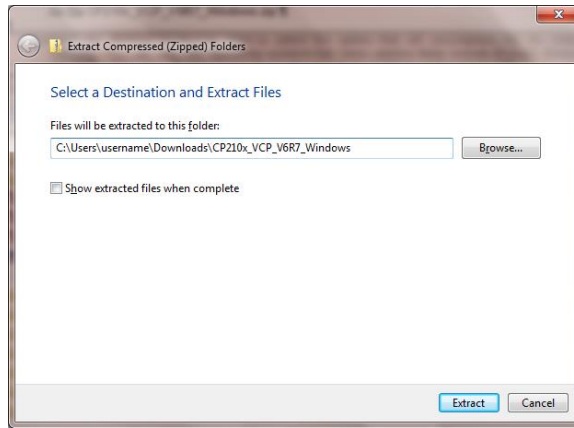 Extract Compressed (Zipped) Folders
Select a Destination and Extract Files
Files will be extracted to this folder:
C:\Users\username\Downloads\CP210x_VCP_V6R7_Windows
Browse...
Show extracted files when complete
Extract
Cancel